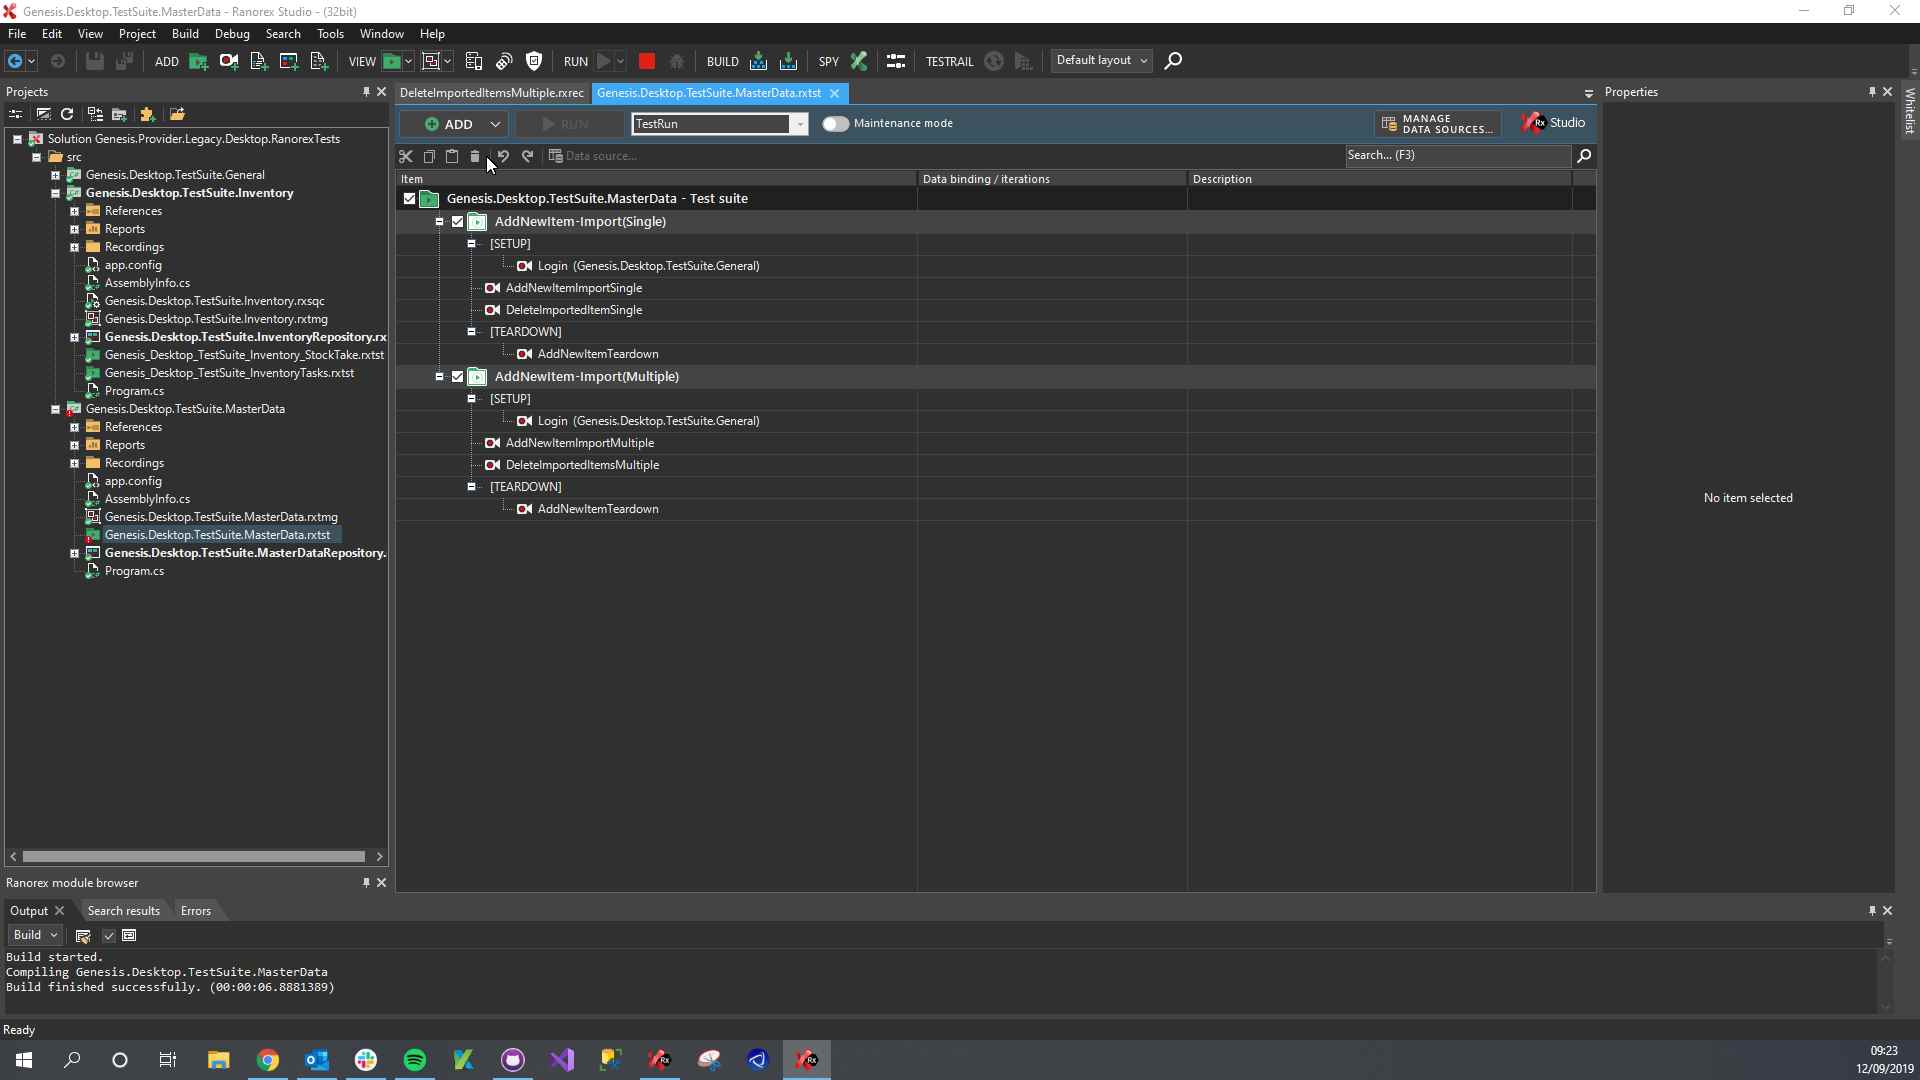 Genesis.Desktop.TestSuite.MasterData - Ranorex Studio - (32bit)
File Edit View Project Build Debug Search Tools Window Help
ADD VIEW RUN BUILD SPY TESTRAIL Default layout
Projects
Solution Genesis.Provider.Legacy.Desktop.RanorexTests
src
Genesis.Desktop.TestSuite.General
Genesis.Desktop.TestSuite.Inventory
References
Reports
Recordings
app.config
AssemblyInfo.cs
Genesis.Desktop.TestSuite.Inventory.rxsqc
Genesis.Desktop.TestSuite.Inventory.rxtmg
Genesis.Desktop.TestSuite.InventoryRepository.rx
Genesis_Desktop_TestSuite_Inventory_StockTake.rxtst
Genesis_Desktop_TestSuite_InventoryTasks.rxtst
Program.cs
Genesis.Desktop.TestSuite.MasterData
References
Reports
Recordings
app.config
AssemblyInfo.cs
Genesis.Desktop.TestSuite.MasterData.rxtmg
Genesis.Desktop.TestSuite.MasterData.rxtst
Genesis.Desktop.TestSuite.MasterDataRepository.
Program.cs
Ranorex module browser
DeleteImportedItemsMultiple.rxrec Genesis.Desktop.TestSuite.MasterData.rxtst
ADD RUN TestRun Maintenance mode MANAGE DATA SOURCES... Rx Studio
Data source... Search... (F3)
Item Data binding / iterations Description
Genesis.Desktop.TestSuite.MasterData - Test suite
AddNewItem-Import(Single)
[SETUP]
Login (Genesis.Desktop.TestSuite.General)
AddNewItemImportSingle
DeleteImportedItemSingle
[TEARDOWN]
AddNewItemTeardown
AddNewItem-Import(Multiple)
[SETUP]
Login (Genesis.Desktop.TestSuite.General)
AddNewItemImportMultiple
DeleteImportedItemsMultiple
[TEARDOWN]
AddNewItemTeardown
Properties
No item selected
Whitelist
Output Search results Errors
Build
Build started.
Compiling Genesis.Desktop.TestSuite.MasterData
Build finished successfully. (00:00:06.8881389)
Ready
09:23
12/09/2019